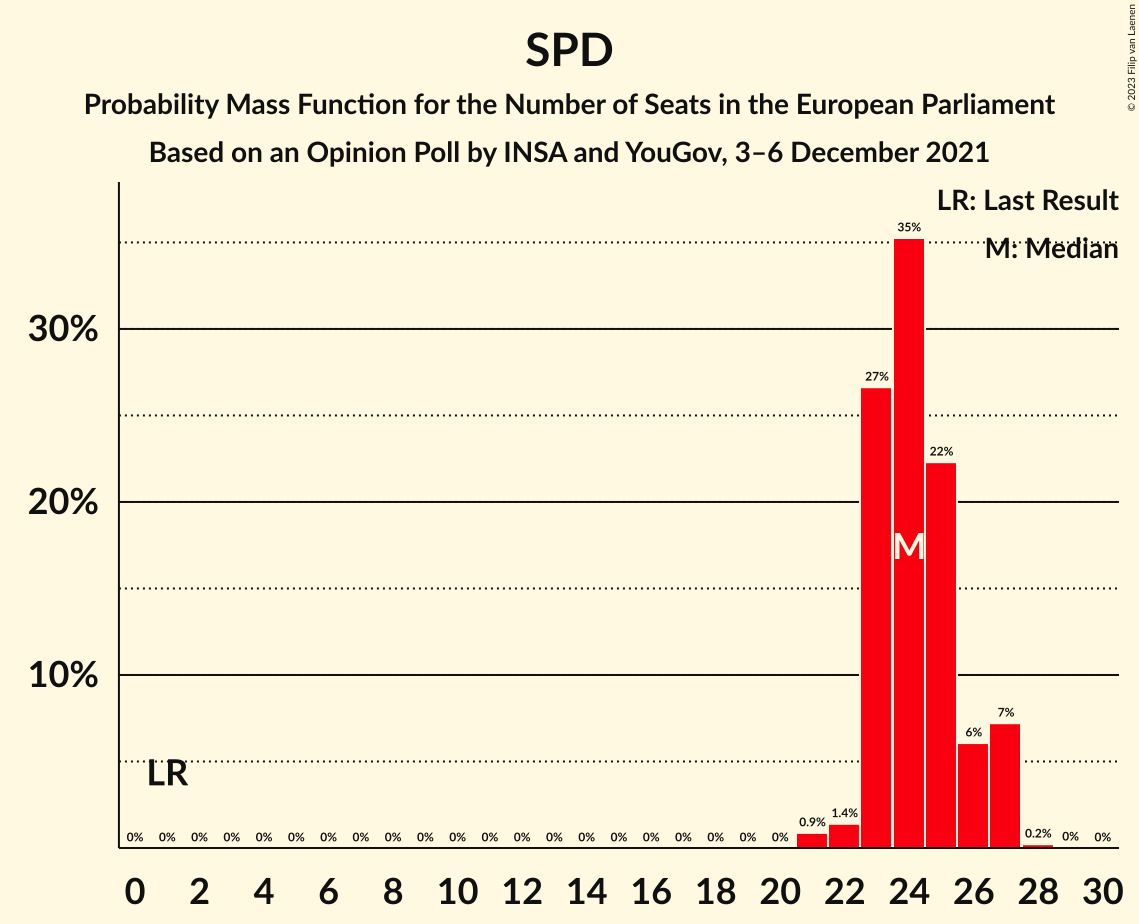 SPD
Probability Mass Function for the Number of Seats in the European Parliament
Based on an Opinion Poll by INSA and YouGov, 3–6 December 2021
© 2023 Filip van Laenen
LR: Last Result
M: Median
30%
20%
10%
35%
27%
22%
M
7%
6%
LR
0% 0% 0% 0% 0% 0% 0% 0% 0% 0% 0% 0% 0% 0% 0% 0% 0% 0% 0% 0% 0% 0.9% 1.4% 0.2% 0% 0%
0 2 4 6 8 10 12 14 16 18 20 22 24 26 28 30